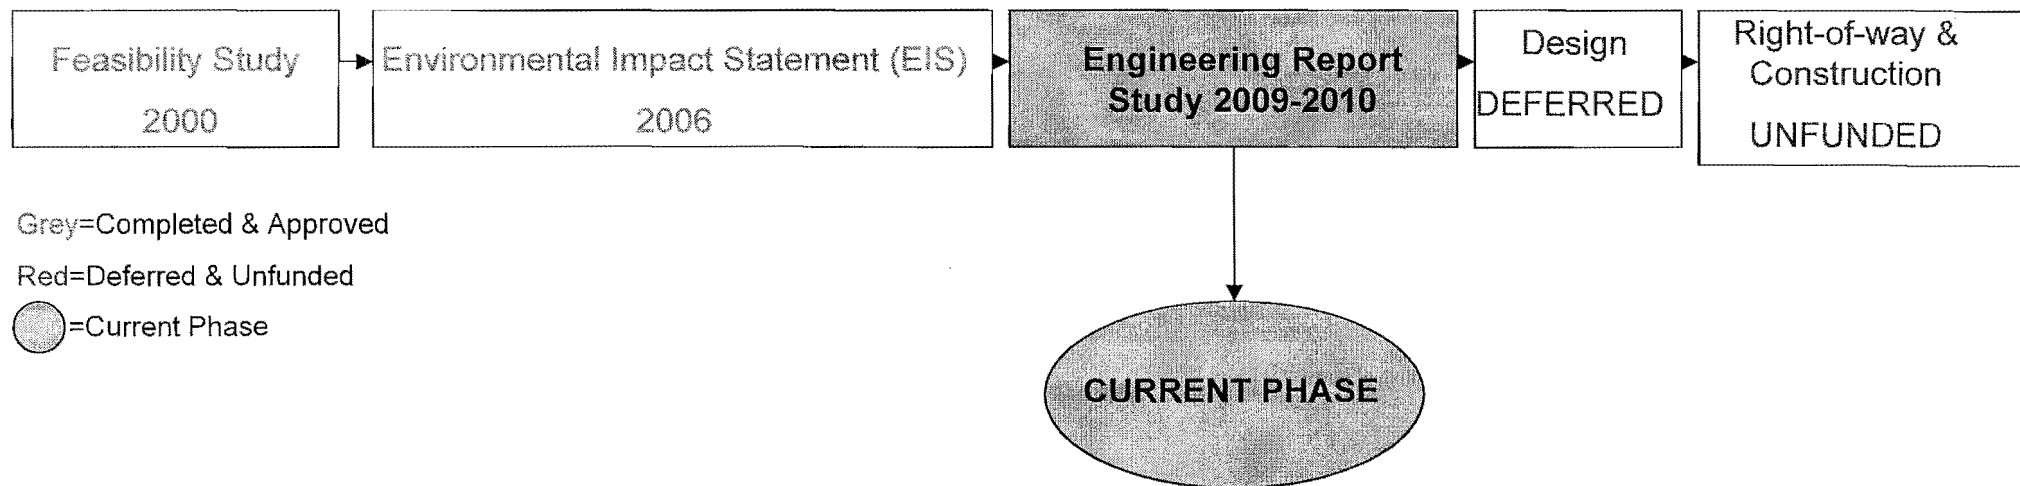 Feasibility Study
2000
Environmental Impact Statement (EIS)
2006
Engineering Report
Study 2009-2010
Design
DEFERRED
Right-of-way &
Construction
UNFUNDED
Grey=Completed & Approved
Red=Deferred & Unfunded
=Current Phase
CURRENT PHASE